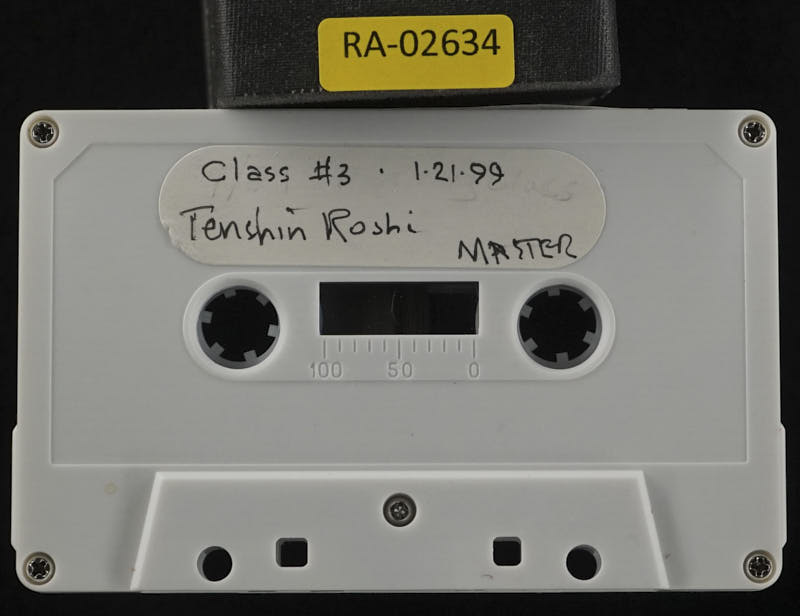 RA-02634
Class #3 · 1·21·99
Tenshin Roshi
MASTER
100 50 0